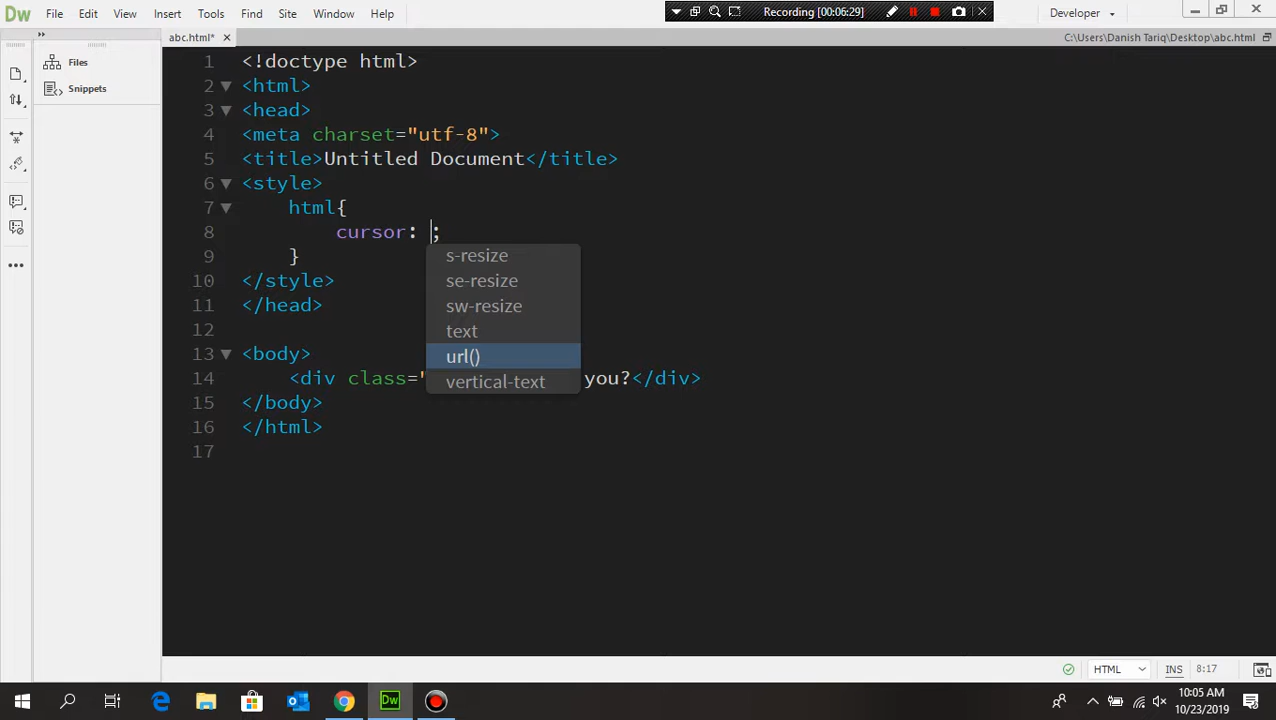 Dw File Edit View Insert Tools Find Site Window Help Recording [00:06:29] Developer
abc.html* C:\Users\Danish Tariq\Desktop\abc.html
Files
Snippets
1 <!doctype html>
2 <html>
3 <head>
4 <meta charset="utf-8">
5 <title>Untitled Document</title>
6 <style>
7 html{
8 cursor: ;
9 }
10 </style>
11 </head>
12
13 <body>
14 <div class=" you?</div>
15 </body>
16 </html>
17
s-resize
se-resize
sw-resize
text
url()
vertical-text
HTML INS 8:17
Dw 10:05 AM
10/23/2019